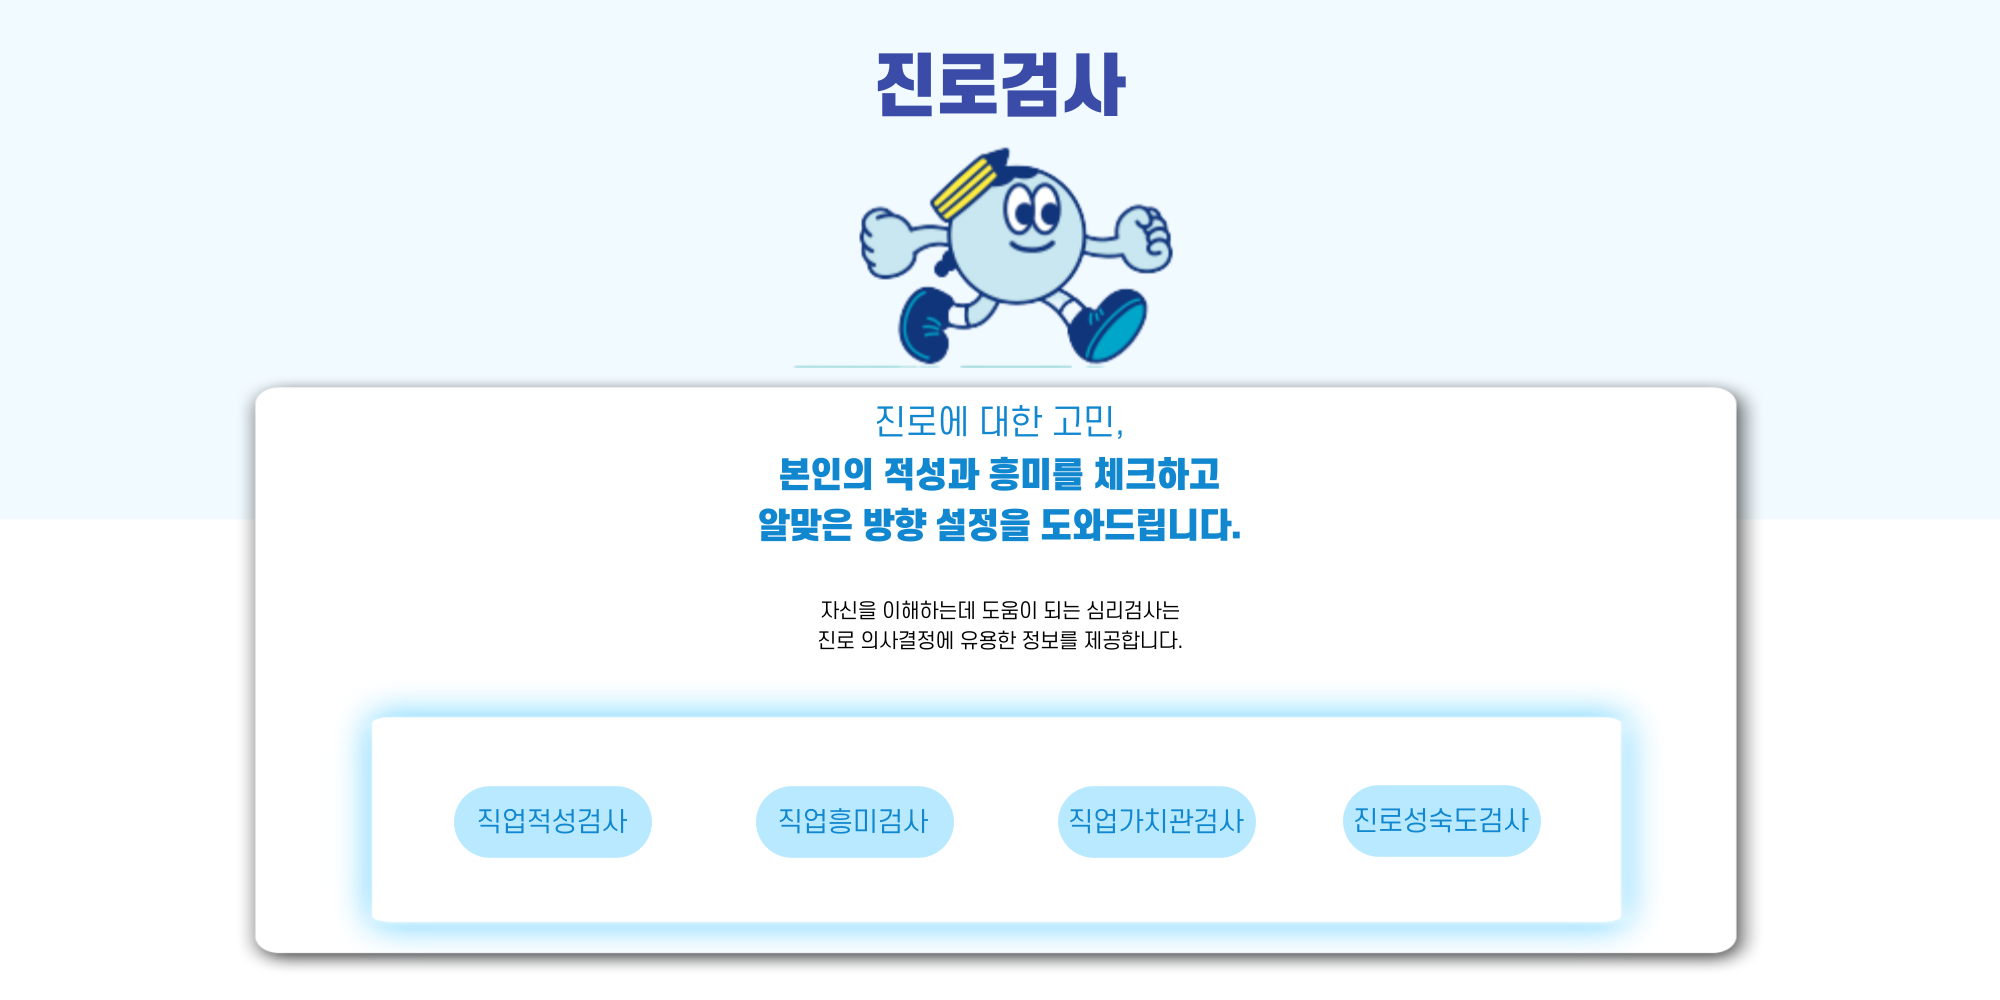 진로검사
진로에 대한 고민,
본인의 적성과 흥미를 체크하고
알맞은 방향 설정을 도와드립니다.
자신을 이해하는데 도움이 되는 심리검사는
진로 의사결정에 유용한 정보를 제공합니다.
직업적성검사
직업흥미검사
직업가치관검사
진로성숙도검사